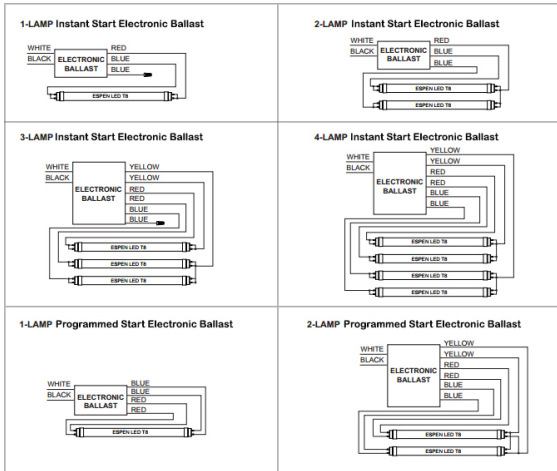 1-LAMP Instant Start Electronic Ballast
WHITE
BLACK
ELECTRONIC
BALLAST
RED
BLUE
BLUE
ESPEN LED T8
2-LAMP Instant Start Electronic Ballast
WHITE
BLACK
ELECTRONIC
BALLAST
RED
BLUE
BLUE
ESPEN LED T8
ESPEN LED T8
3-LAMP Instant Start Electronic Ballast
WHITE
BLACK
ELECTRONIC
BALLAST
YELLOW
YELLOW
RED
RED
BLUE
BLUE
ESPEN LED T8
ESPEN LED T8
ESPEN LED T8
4-LAMP Instant Start Electronic Ballast
WHITE
BLACK
ELECTRONIC
BALLAST
YELLOW
YELLOW
RED
RED
BLUE
BLUE
ESPEN LED T8
ESPEN LED T8
ESPEN LED T8
ESPEN LED T8
1-LAMP Programmed Start Electronic Ballast
WHITE
BLACK
ELECTRONIC
BALLAST
BLUE
BLUE
RED
RED
ESPEN LED T8
2-LAMP Programmed Start Electronic Ballast
WHITE
BLACK
ELECTRONIC
BALLAST
YELLOW
YELLOW
RED
RED
BLUE
BLUE
ESPEN LED T8
ESPEN LED T8